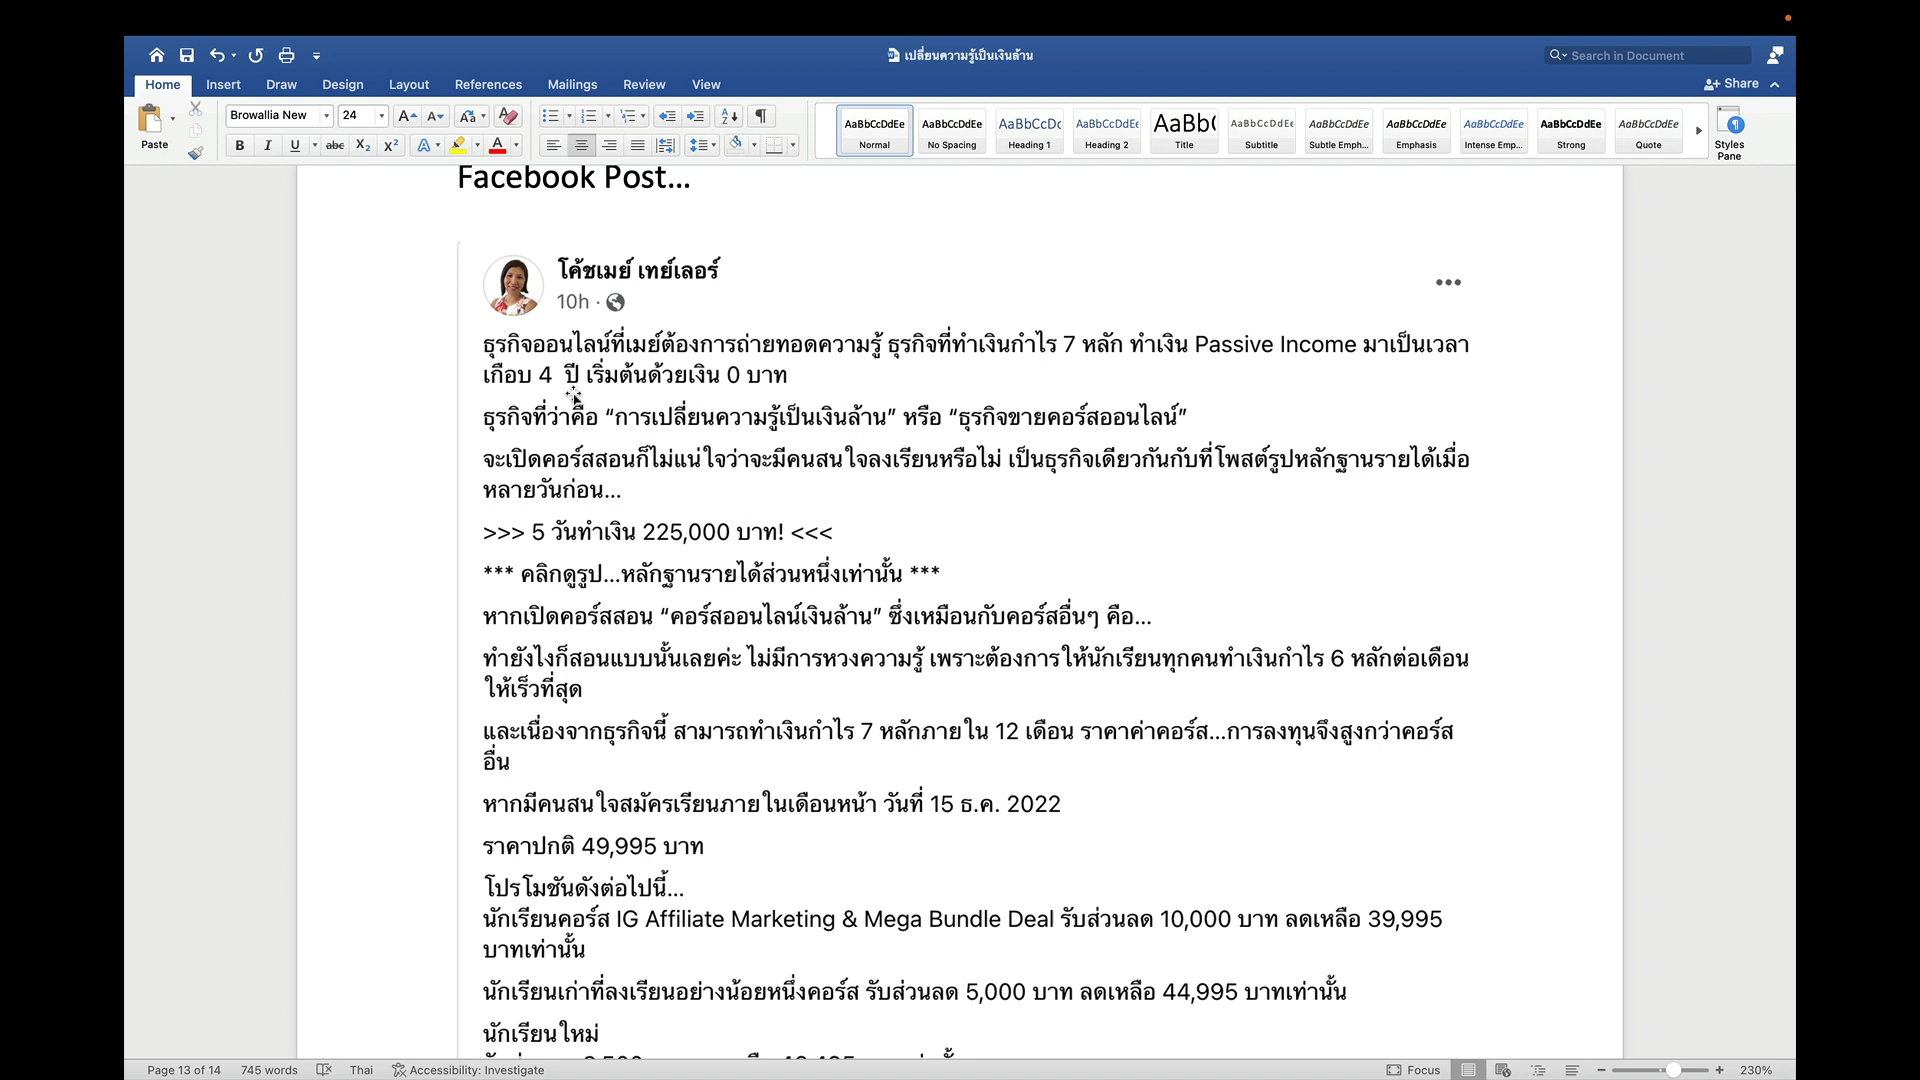 เปลี่ยนความรู้เป็นเงินล้าน
Search in Document
Home Insert Draw Design Layout References Mailings Review View
Share
Paste
Browallia New 24
AaBbCcDdEe AaBbCcDdEe AaBbCcDc AaBbCcDdEe AaBb( AaBbCcDdEe AaBbCcDdEe AaBbCcDdEe AaBbCcDdEe AaBbCcDdEe AaBbCcDdEe
Normal No Spacing Heading 1 Heading 2 Title Subtitle Subtle Emph... Emphasis Intense Emp... Strong Quote
Styles
Pane
Facebook Post...
โค้ชเมย์ เทย์เลอร์
10h ·
ธุรกิจออนไลน์ที่เมย์ต้องการถ่ายทอดความรู้ ธุรกิจที่ทำเงินกำไร 7 หลัก ทำเงิน Passive Income มาเป็นเวลา
เกือบ 4 ปี เริ่มต้นด้วยเงิน 0 บาท
ธุรกิจที่ว่าคือ “การเปลี่ยนความรู้เป็นเงินล้าน” หรือ “ธุรกิจขายคอร์สออนไลน์”
จะเปิดคอร์สสอนก็ไม่แน่ใจว่าจะมีคนสนใจลงเรียนหรือไม่ เป็นธุรกิจเดียวกันกับที่โพสต์รูปหลักฐานรายได้เมื่อ
หลายวันก่อน...
>>> 5 วันทำเงิน 225,000 บาท! <<<
*** คลิกดูรูป...หลักฐานรายได้ส่วนหนึ่งเท่านั้น ***
หากเปิดคอร์สสอน “คอร์สออนไลน์เงินล้าน” ซึ่งเหมือนกับคอร์สอื่นๆ คือ...
ทำยังไงก็สอนแบบนั้นเลยค่ะ ไม่มีการหวงความรู้ เพราะต้องการให้นักเรียนทุกคนทำเงินกำไร 6 หลักต่อเดือน
ให้เร็วที่สุด
และเนื่องจากธุรกิจนี้ สามารถทำเงินกำไร 7 หลักภายใน 12 เดือน ราคาค่าคอร์ส...การลงทุนจึงสูงกว่าคอร์ส
อื่น
หากมีคนสนใจสมัครเรียนภายในเดือนหน้า วันที่ 15 ธ.ค. 2022
ราคาปกติ 49,995 บาท
โปรโมชันดังต่อไปนี้...
นักเรียนคอร์ส IG Affiliate Marketing & Mega Bundle Deal รับส่วนลด 10,000 บาท ลดเหลือ 39,995
บาทเท่านั้น
นักเรียนเก่าที่ลงเรียนอย่างน้อยหนึ่งคอร์ส รับส่วนลด 5,000 บาท ลดเหลือ 44,995 บาทเท่านั้น
นักเรียนใหม่
Page 13 of 14 745 words Thai Accessibility: Investigate Focus 230%